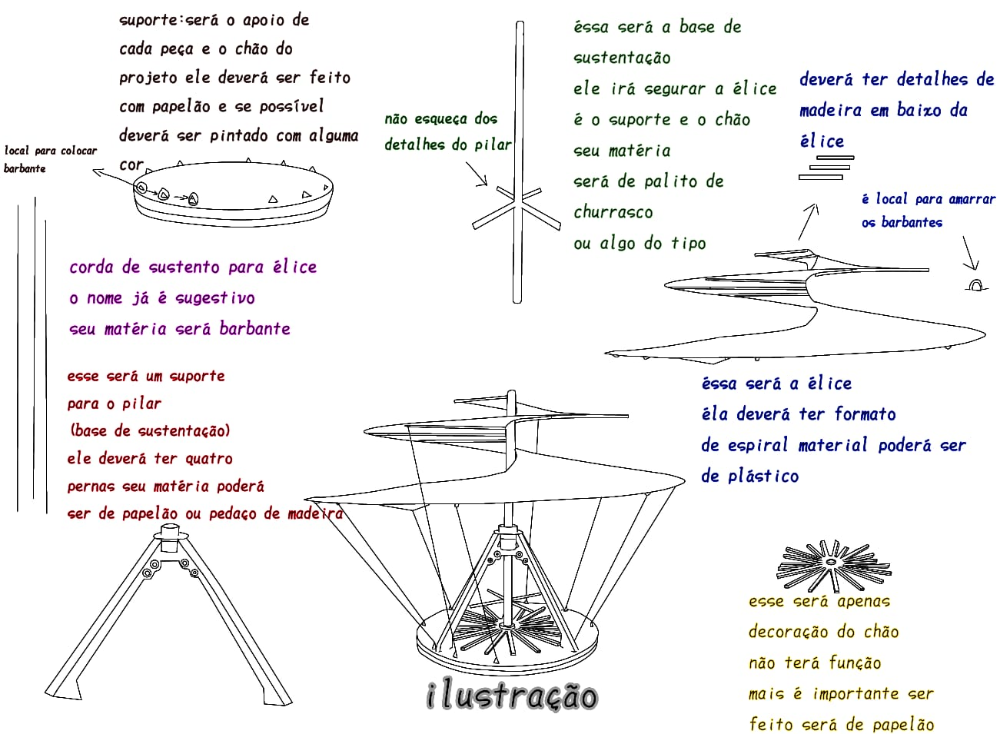 suporte:será o apoio de
cada peça e o chão do
projeto ele deverá ser feito
com papelão e se possível
deverá ser pintado com alguma
cor
local para colocar
barbante
não esqueça dos
detalhes do pilar
éssa será a base de
sustentação
ele irá segurar a élice
é o suporte e o chão
seu matéria
será de palito de
churrasco
ou algo do tipo
deverá ter detalhes de
madeira em baixo da
élice
é local para amarrar
os barbantes
corda de sustento para élice
o nome já é sugestivo
seu matéria será barbante
esse será um suporte
para o pilar
(base de sustentação)
ele deverá ter quatro
pernas seu matéria poderá
ser de papelão ou pedaço de madeira
éssa será a élice
éla deverá ter formato
de espiral material poderá ser
de plástico
esse será apenas
decoração do chão
não terá função
mais é importante ser
feito será de papelão
ilustração